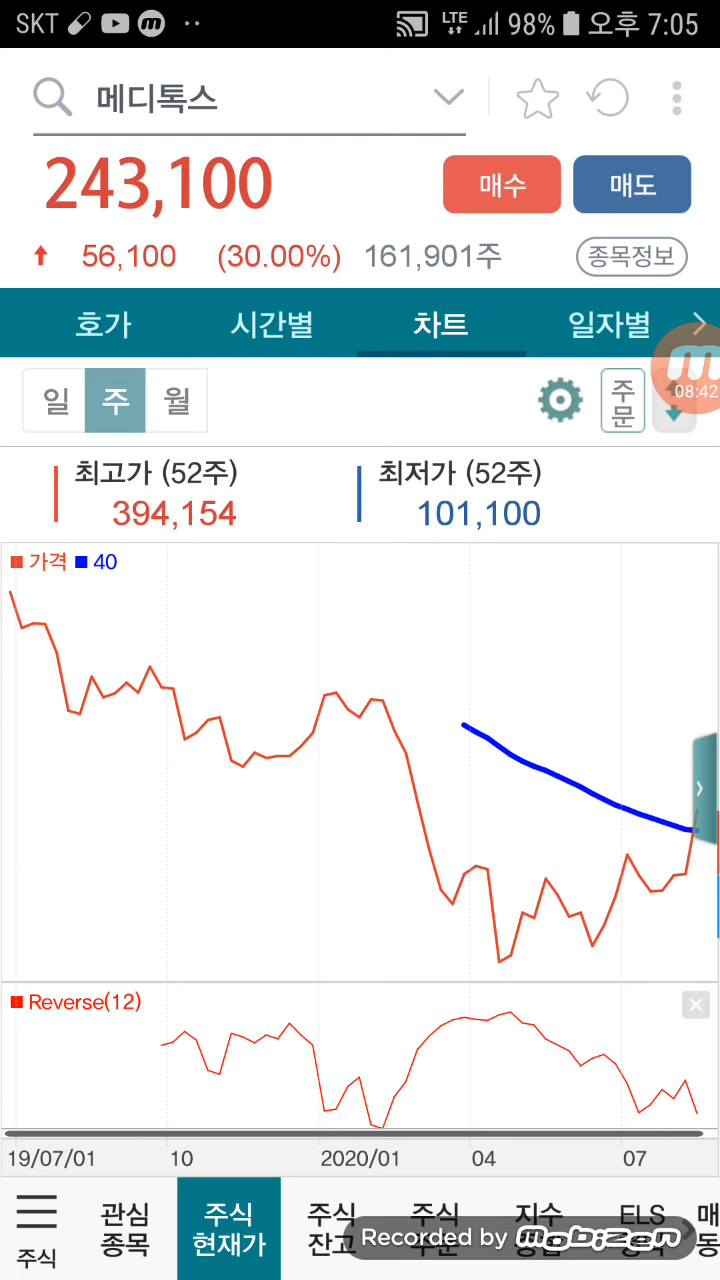 SKT LTE 98% 오후 7:05
메디톡스
243,100 매수 매도
56,100 (30.00%) 161,901주 종목정보
호가 시간별 차트 일자별
일 주 월 주문
08:42
최고가 (52주) 최저가 (52주)
394,154 101,100
가격 40
Reverse(12)
19/07/01 10 2020/01 04 07
주식 관심종목 주식현재가 주식잔고 주식 지수 ELS
Recorded by mobizen